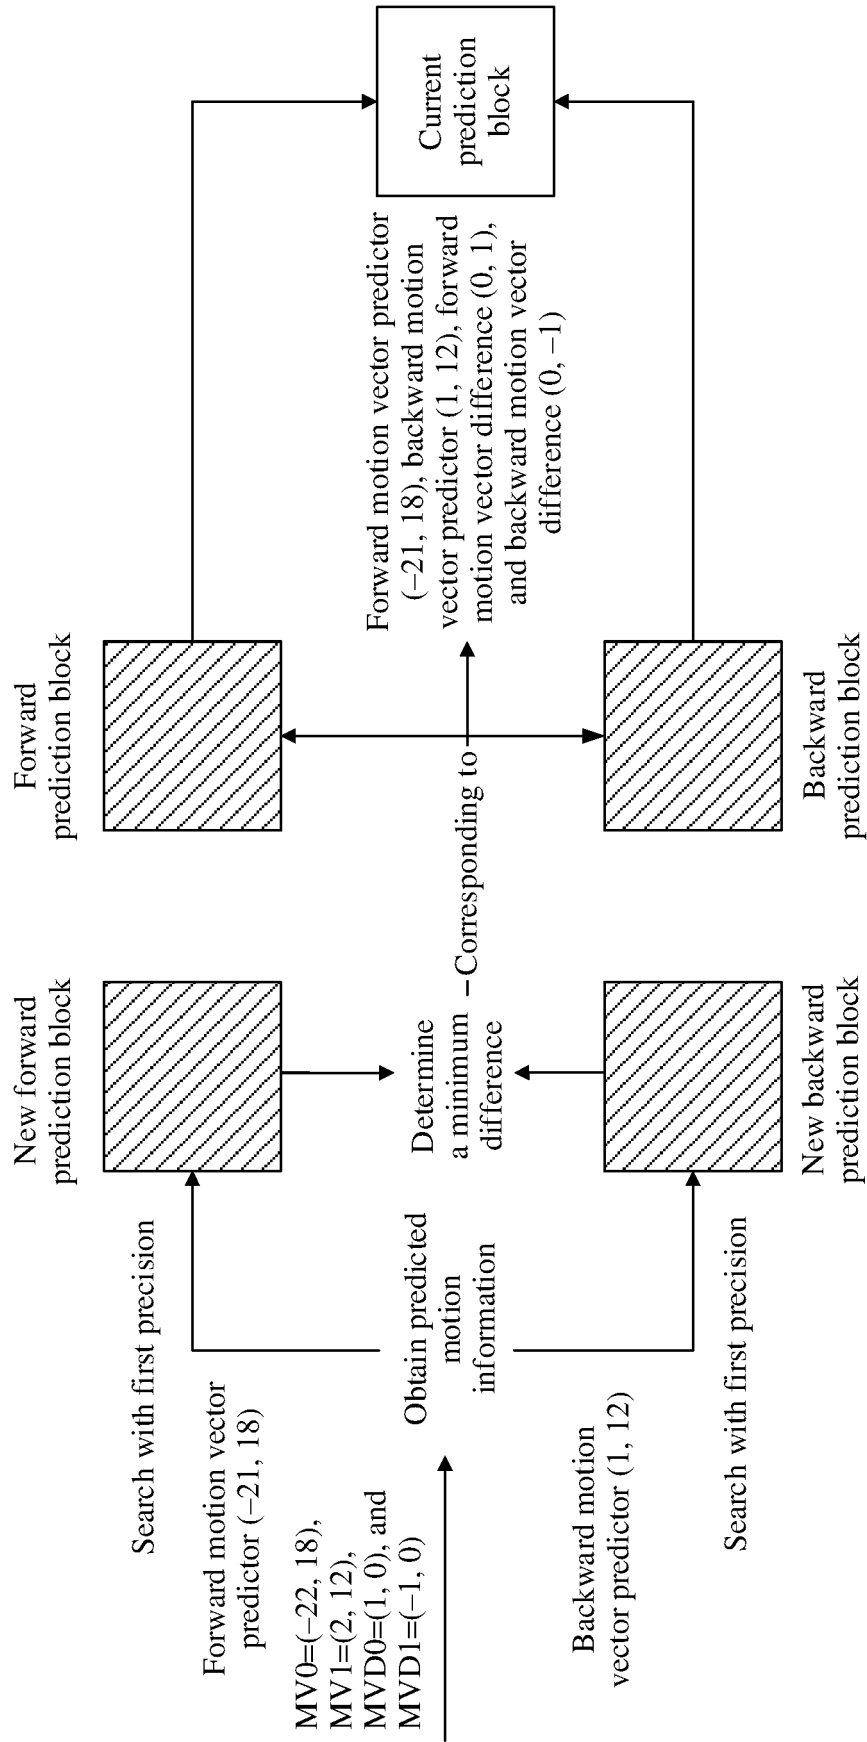 Search with first precision
Forward motion vector
predictor (−21, 18)
MV0=(−22, 18),
MV1=(2, 12),
MVD0=(1, 0), and
MVD1=(−1, 0)
Obtain predicted
motion
information
Backward motion
vector predictor (1, 12)
Search with first precision
New forward
prediction block
Determine
a minimum
difference
New backward
prediction block
Corresponding to
Forward
prediction block
Backward
prediction block
Forward motion vector predictor
(−21, 18), backward motion
vector predictor (1, 12), forward
motion vector difference (0, 1),
and backward motion vector
difference (0, −1)
Current
prediction
block